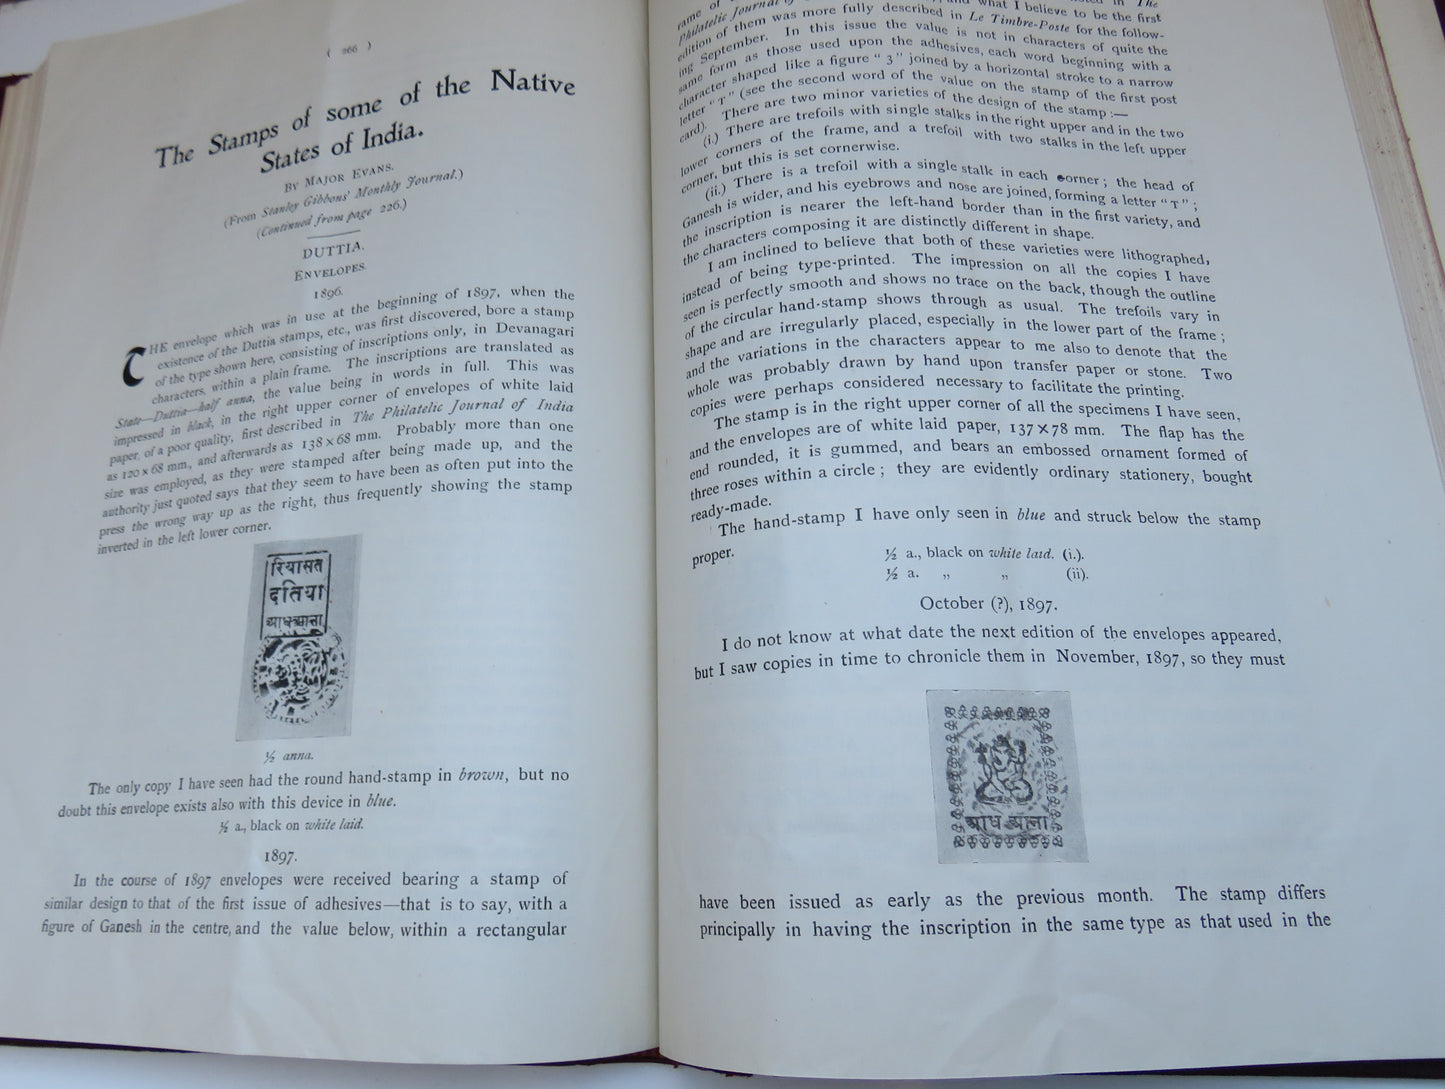 ( 266 )
The Stamps of some of the Native
States of India.
BY MAJOR EVANS.
(From Stanley Gibbons' Monthly Journal.)
(Continued from page 226.)
DUTTIA.
ENVELOPES.
1896.
THE envelope which was in use at the beginning of 1897, when the
existence of the Duttia stamps, etc., was first discovered, bore a stamp
of the type shown here, consisting of inscriptions only, in Devanagari
characters, within a plain frame. The inscriptions are translated as
State—Duttia—half anna, the value being in words in full. This was
impressed in black, in the right upper corner of envelopes of white laid
paper, of a poor quality, first described in The Philatelic Journal of India
as 120 x 68 mm., and afterwards as 138 x 68 mm. Probably more than one
size was employed, as they were stamped after being made up, and the
authority just quoted says that they seem to have been as often put into the
press the wrong way up as the right, thus frequently showing the stamp
inverted in the left lower corner.
रियासत
दतिया
आधआना
½ anna.
The only copy I have seen had the round hand-stamp in brown, but no
doubt this envelope exists also with this device in blue.
½ a., black on white laid.
1897.
In the course of 1897 envelopes were received bearing a stamp of
similar design to that of the first issue of adhesives—that is to say, with a
figure of Ganesh in the centre, and the value below, within a rectangular
what I believe to be the first
Philatelic Journal of
edition of them was more fully described in Le Timbre-Poste for the follow-
ing September. In this issue the value is not in characters of quite the
same form as those used upon the adhesives, each word beginning with a
character shaped like a figure "3" joined by a horizontal stroke to a narrow
letter "T" (see the second word of the value on the stamp of the first post
card). There are two minor varieties of the design of the stamp :—
(i.) There are trefoils with single stalks in the right upper and in the two
lower corners of the frame, and a trefoil with two stalks in the left upper
corner, but this is set cornerwise.
(ii.) There is a trefoil with a single stalk in each corner; the head of
Ganesh is wider, and his eyebrows and nose are joined, forming a letter "T";
the inscription is nearer the left-hand border than in the first variety, and
the characters composing it are distinctly different in shape.
I am inclined to believe that both of these varieties were lithographed,
instead of being type-printed. The impression on all the copies I have
seen is perfectly smooth and shows no trace on the back, though the outline
of the circular hand-stamp shows through as usual. The trefoils vary in
shape and are irregularly placed, especially in the lower part of the frame;
and the variations in the characters appear to me also to denote that the
whole was probably drawn by hand upon transfer paper or stone. Two
copies were perhaps considered necessary to facilitate the printing.
The stamp is in the right upper corner of all the specimens I have seen,
and the envelopes are of white laid paper, 137 x 78 mm. The flap has the
end rounded, it is gummed, and bears an embossed ornament formed of
three roses within a circle; they are evidently ordinary stationery, bought
ready-made.
The hand-stamp I have only seen in blue and struck below the stamp
proper.
½ a., black on white laid. (i.).
½ a. „ „ (ii).
October (?), 1897.
I do not know at what date the next edition of the envelopes appeared,
but I saw copies in time to chronicle them in November, 1897, so they must
आध आना
have been issued as early as the previous month. The stamp differs
principally in having the inscription in the same type as that used in the